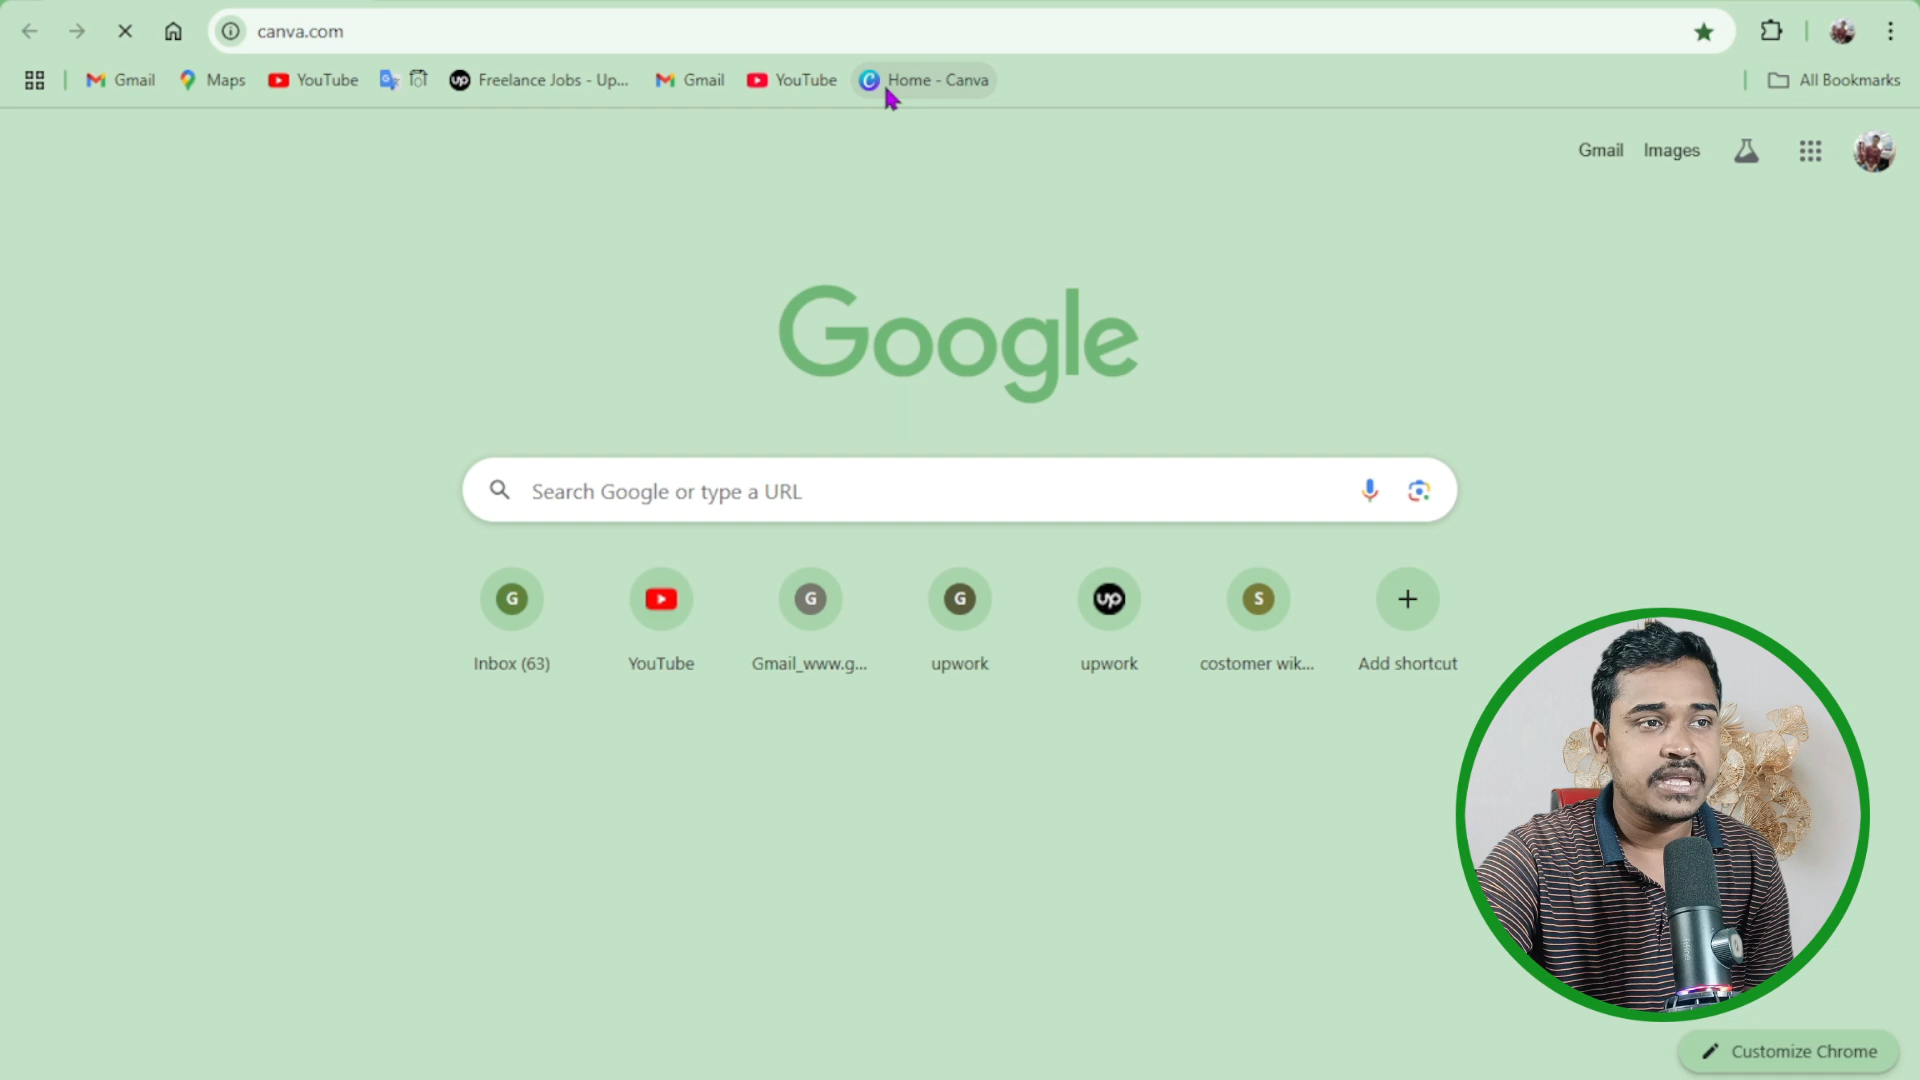 canva.com
Gmail Maps YouTube Freelance Jobs - Up... Gmail YouTube Home - Canva All Bookmarks
Gmail Images
Google
Search Google or type a URL
G G G up S
Inbox (63) YouTube Gmail_www.g... upwork upwork costomer wik... Add shortcut
Customize Chrome